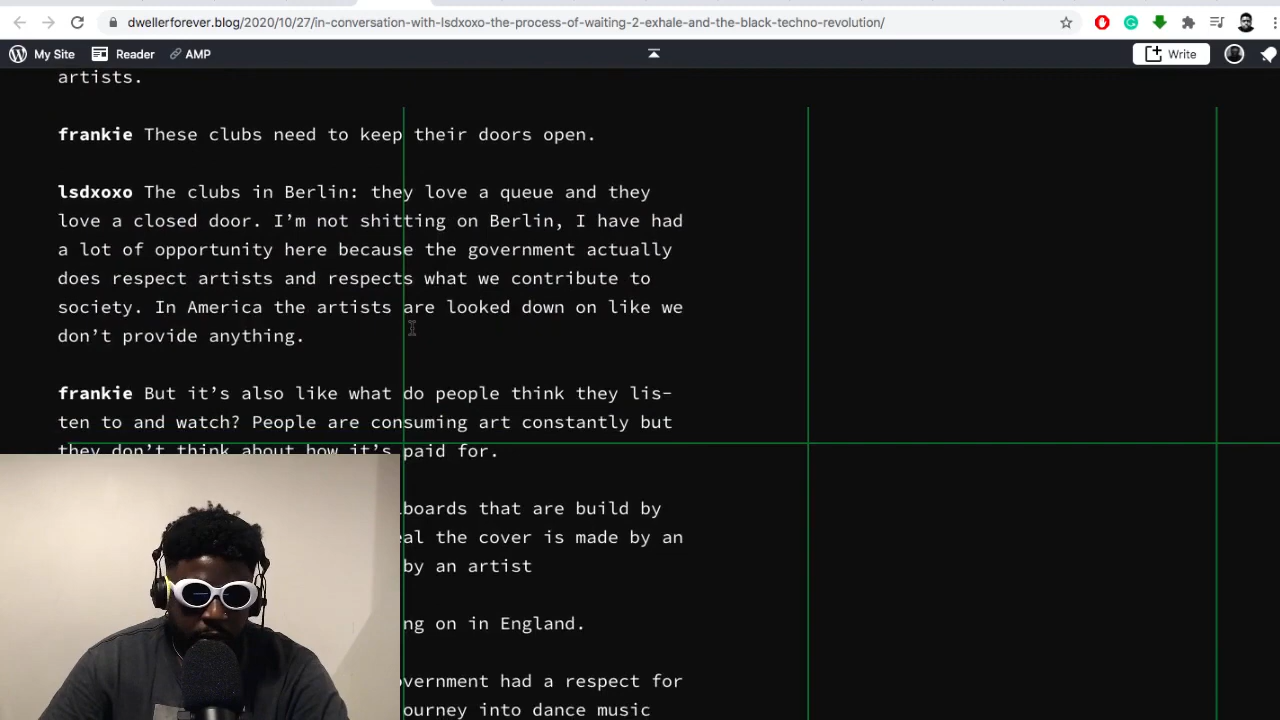 dwellerforever.blog/2020/10/27/in-conversation-with-lsdxoxo-the-process-of-waiting-2-exhale-and-the-black-techno-revolution/
My Site Reader AMP Write
artists.
frankie These clubs need to keep their doors open.
lsdxoxo The clubs in Berlin: they love a queue and they
love a closed door. I’m not shitting on Berlin, I have had
a lot of opportunity here because the government actually
does respect artists and respects what we contribute to
society. In America the artists are looked down on like we
don’t provide anything.
frankie But it’s also like what do people think they lis-
ten to and watch? People are consuming art constantly but
they don’t think about how it’s paid for.
boards that are build by
the cover is made by an
by an artist
on in England.
had a respect for
into dance music